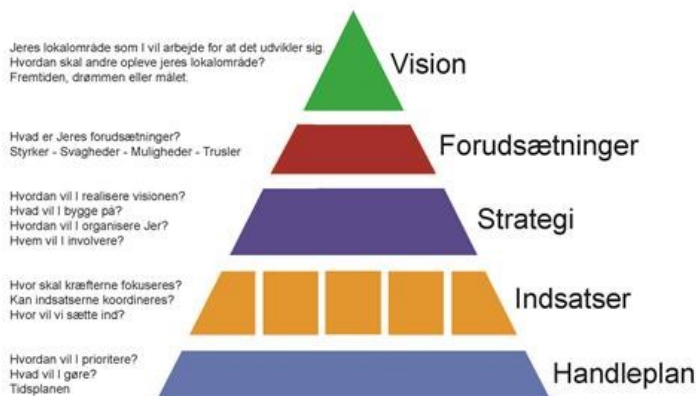 Jeres lokalområde som I vil arbejde for at det udvikler sig.
Hvordan skal andre opleve jeres lokalområde?
Fremtiden, drømmen eller målet.
Vision
Hvad er Jeres forudsætninger?
Styrker - Svagheder - Muligheder - Trusler
Forudsætninger
Hvordan vil I realisere visionen?
Hvad vil I bygge på?
Hvordan vil I organisere Jer?
Hvem vil I involvere?
Strategi
Hvor skal kræfterne fokuseres?
Kan indsatserne koordineres?
Hvor vil vi sætte ind?
Indsatser
Hvordan vil I prioritere?
Hvad vil I gøre?
Tidsplanen
Handleplan